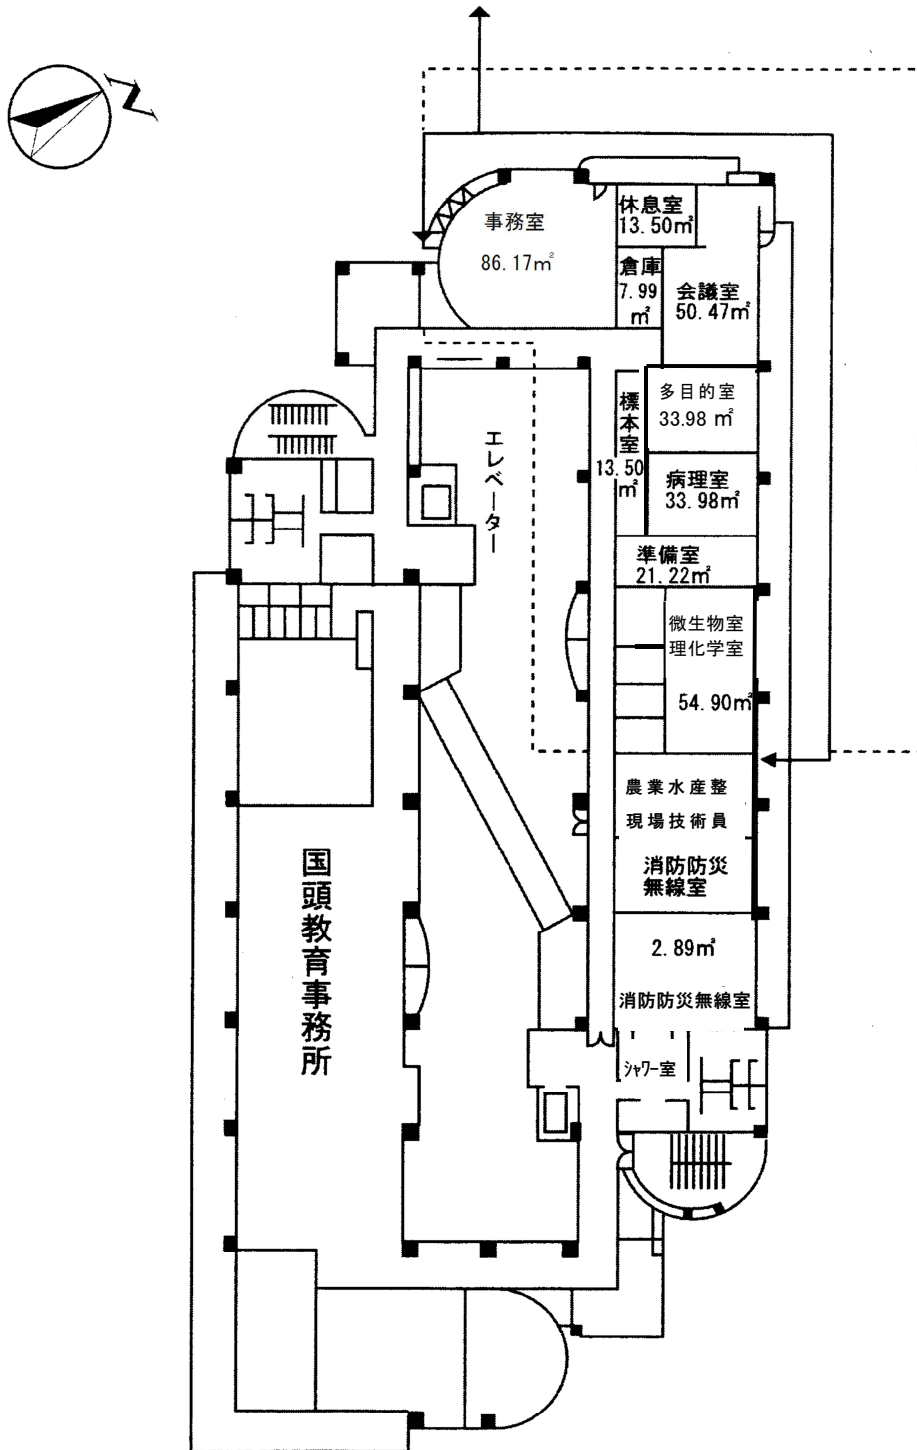 N
事務室
86.17㎡
休息室
13.50㎡
倉庫
7.99
㎡
会議室
50.47㎡
多目的室
33.98 ㎡
標本室
13.50
㎡
病理室
33.98㎡
エレベーター
準備室
21.22㎡
微生物室
理化学室
54.90㎡
農業水産整
現場技術員
消防防災
無線室
2.89㎡
消防防災無線室
シャワー室
国頭教育事務所